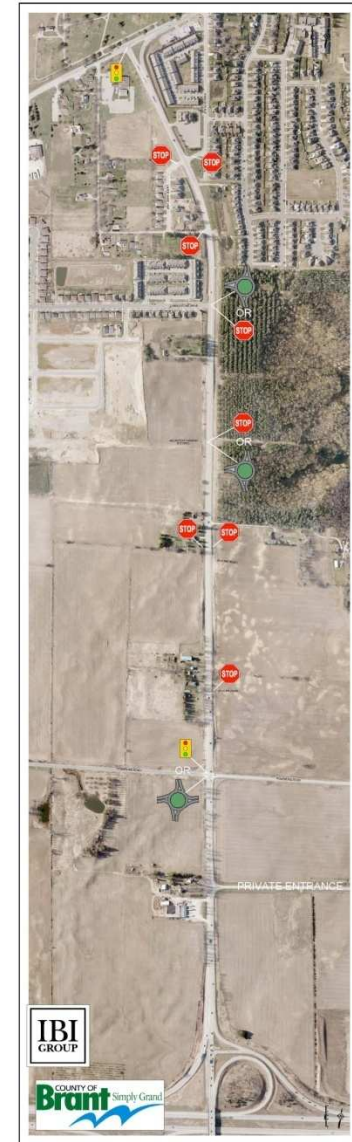 STOP
STOP
STOP
OR
STOP
STOP
OR
STOP
STOP
STOP
OR
PRIVATE ENTRANCE
IBI
GROUP
COUNTY OF
Brant Simply Grand